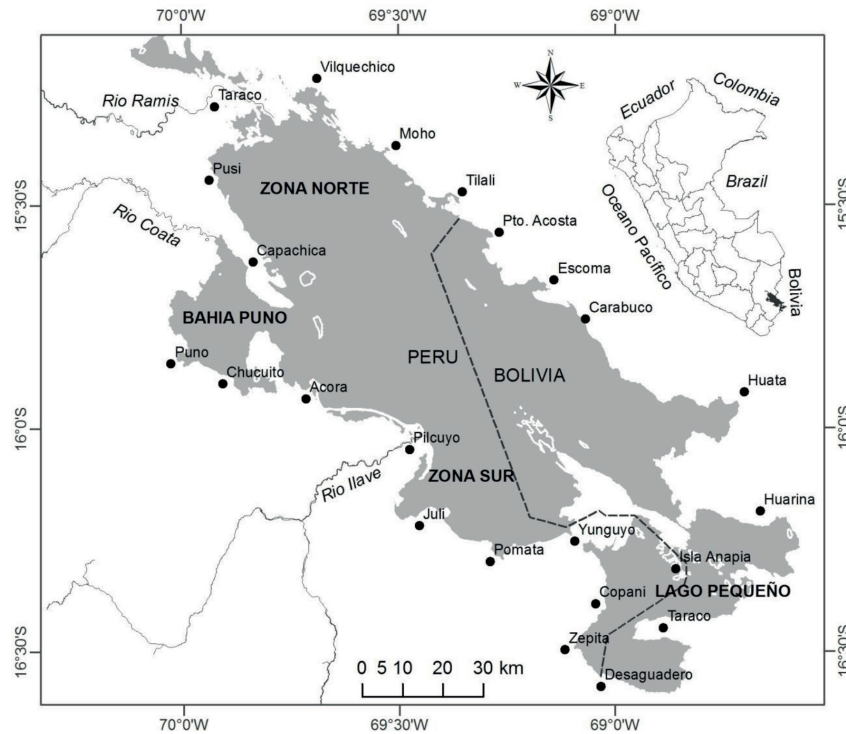 70°0'W 69°30'W 69°0'W
Vilquechico
N
W E
S
Rio Ramis
Taraco
Ecuador
Colombia
Moho
Pusi
ZONA NORTE
Tilali
Brazil
15°30'S
15°30'S
Rio Coata
Pto. Acosta
Oceano Pacífico
Capachica
Escoma
Bolivia
Carabuco
BAHIA PUNO
Puno
PERU
BOLIVIA
Chucuito
Acora
Huata
16°0'S
16°0'S
Pilcuyo
Rio Ilave
ZONA SUR
Juli
Huarina
Yunguyo
Pomata
Isla Anapia
Copani
LAGO PEQUEÑO
Taraco
Zepita
16°30'S
16°30'S
0 5 10 20 30 km
Desaguadero
70°0'W 69°30'W 69°0'W